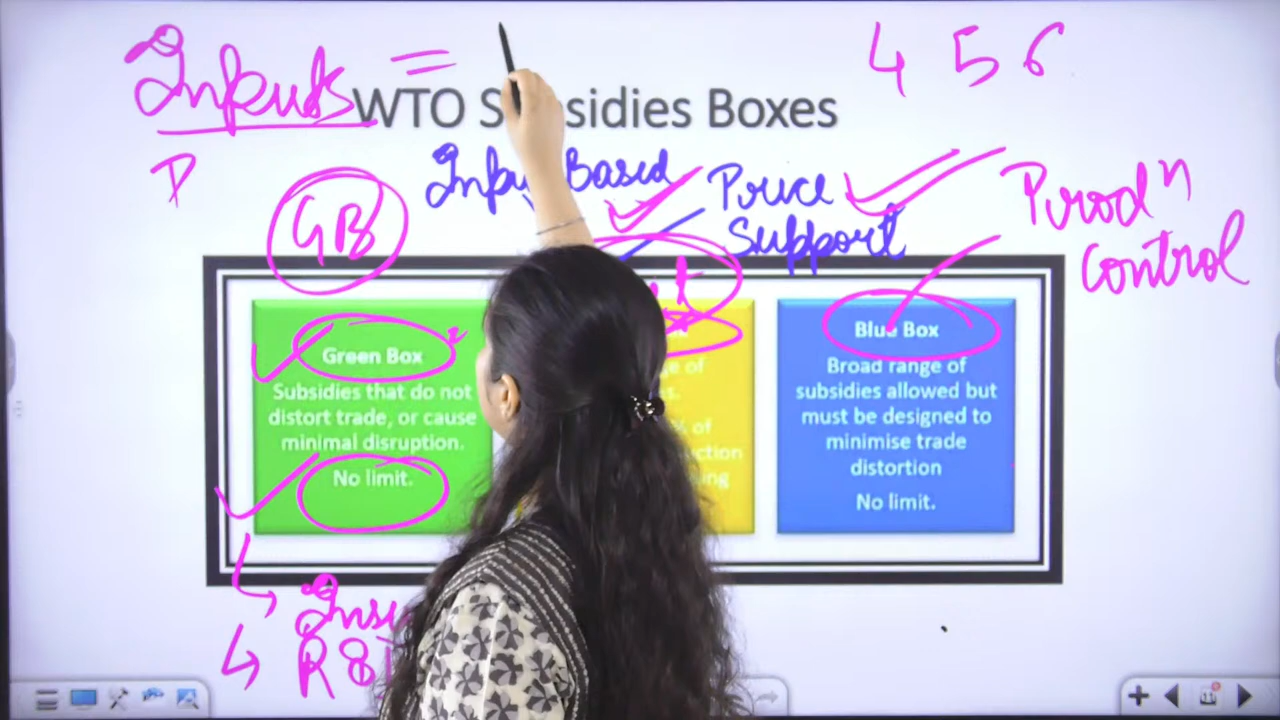 Inputs =
4 5 6
WTO Subsidies Boxes
P
GB
Based
Price
Support
Prodⁿ
Control
Green Box
Subsidies that do not
distort trade, or cause
minimal disruption.
No limit.
of
% of
Blue Box
Broad range of
subsidies allowed but
must be designed to
minimise trade
distortion
No limit.
R &